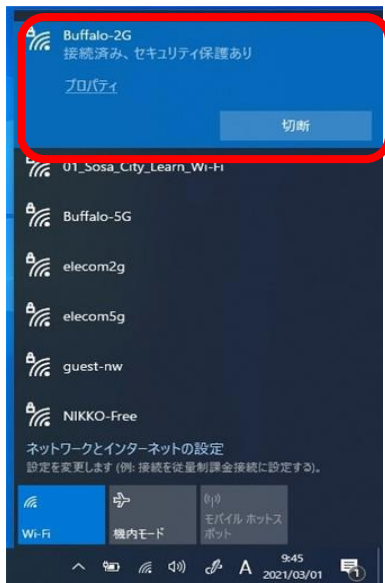 Buffalo-2G
接続済み、セキュリティ保護あり
プロパティ
切断
01_Sosa_City_Learn_Wi-Fi
Buffalo-5G
elecom2g
elecom5g
guest-nw
NIKKO-Free
ネットワークとインターネットの設定
設定を変更します (例: 接続を従量制課金接続に設定する)。
Wi-Fi
機内モード
モバイル ホットス
ポット
A
9:45
2021/03/01
1